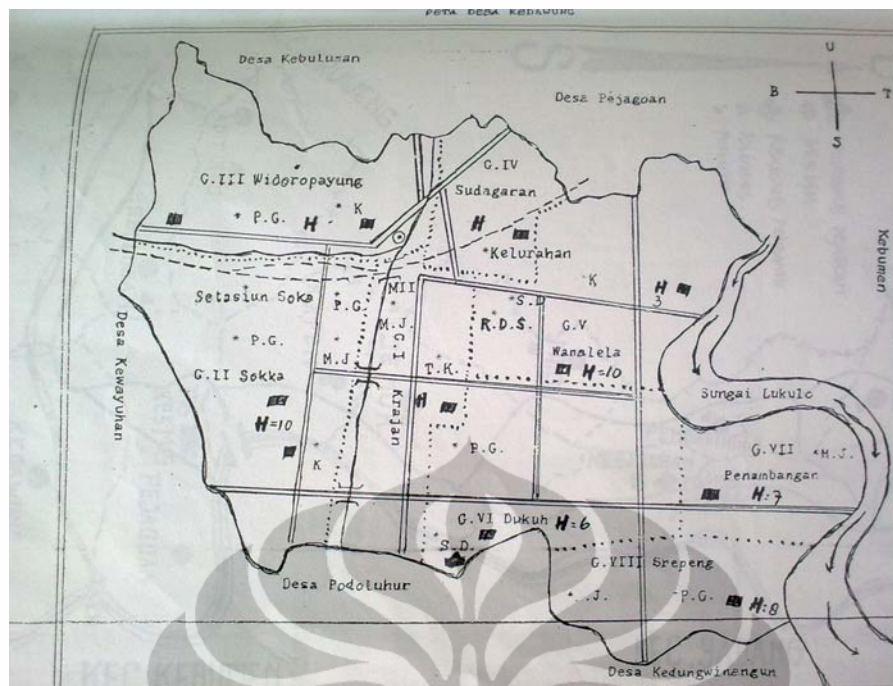 PETA DESA KEDAWUNG
Desa Kebulusan
Desa Pejagoan
U
B T
S
G.III Widoropayung
K
P.G.
H
G.IV
Sudagaran
H
Kelurahan
K
H
3
Kebumen
Setasiun Soka
P.G.
MII
M.J.
S.D
R.D.S.
G.V
Wanalela
H=10
P.G.
M.J
G.I Krajan
T.K.
G.II Sokka
H=10
H
K
P.G.
Desa Kewayuhan
Sungai Lukulo
G.VII
M.J.
Penambangan
H=7
G.VI Dukuh H=6
S.D.
G.VIII Srepeng
.J.
P.G.
H=8
Desa Podoluhur
Desa Kedungwinangun